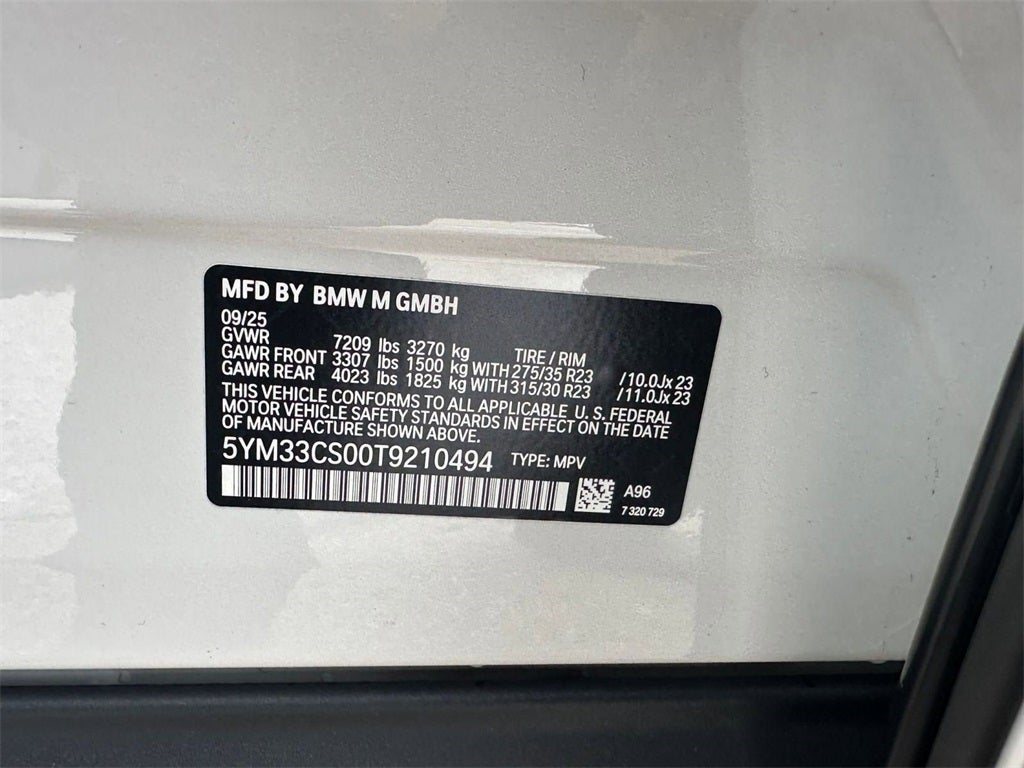 MFD BY BMW M GMBH
09/25
GVWR 7209 lbs 3270 kg TIRE / RIM
GAWR FRONT 3307 lbs 1500 kg WITH 275/35 R23 /10.0Jx 23
GAWR REAR 4023 lbs 1825 kg WITH 315/30 R23 /11.0Jx 23
THIS VEHICLE CONFORMS TO ALL APPLICABLE U. S. FEDERAL
MOTOR VEHICLE SAFETY STANDARDS IN EFFECT ON THE DATE
OF MANUFACTURE SHOWN ABOVE.
5YM33CS00T9210494 TYPE: MPV
A96
7 320 729